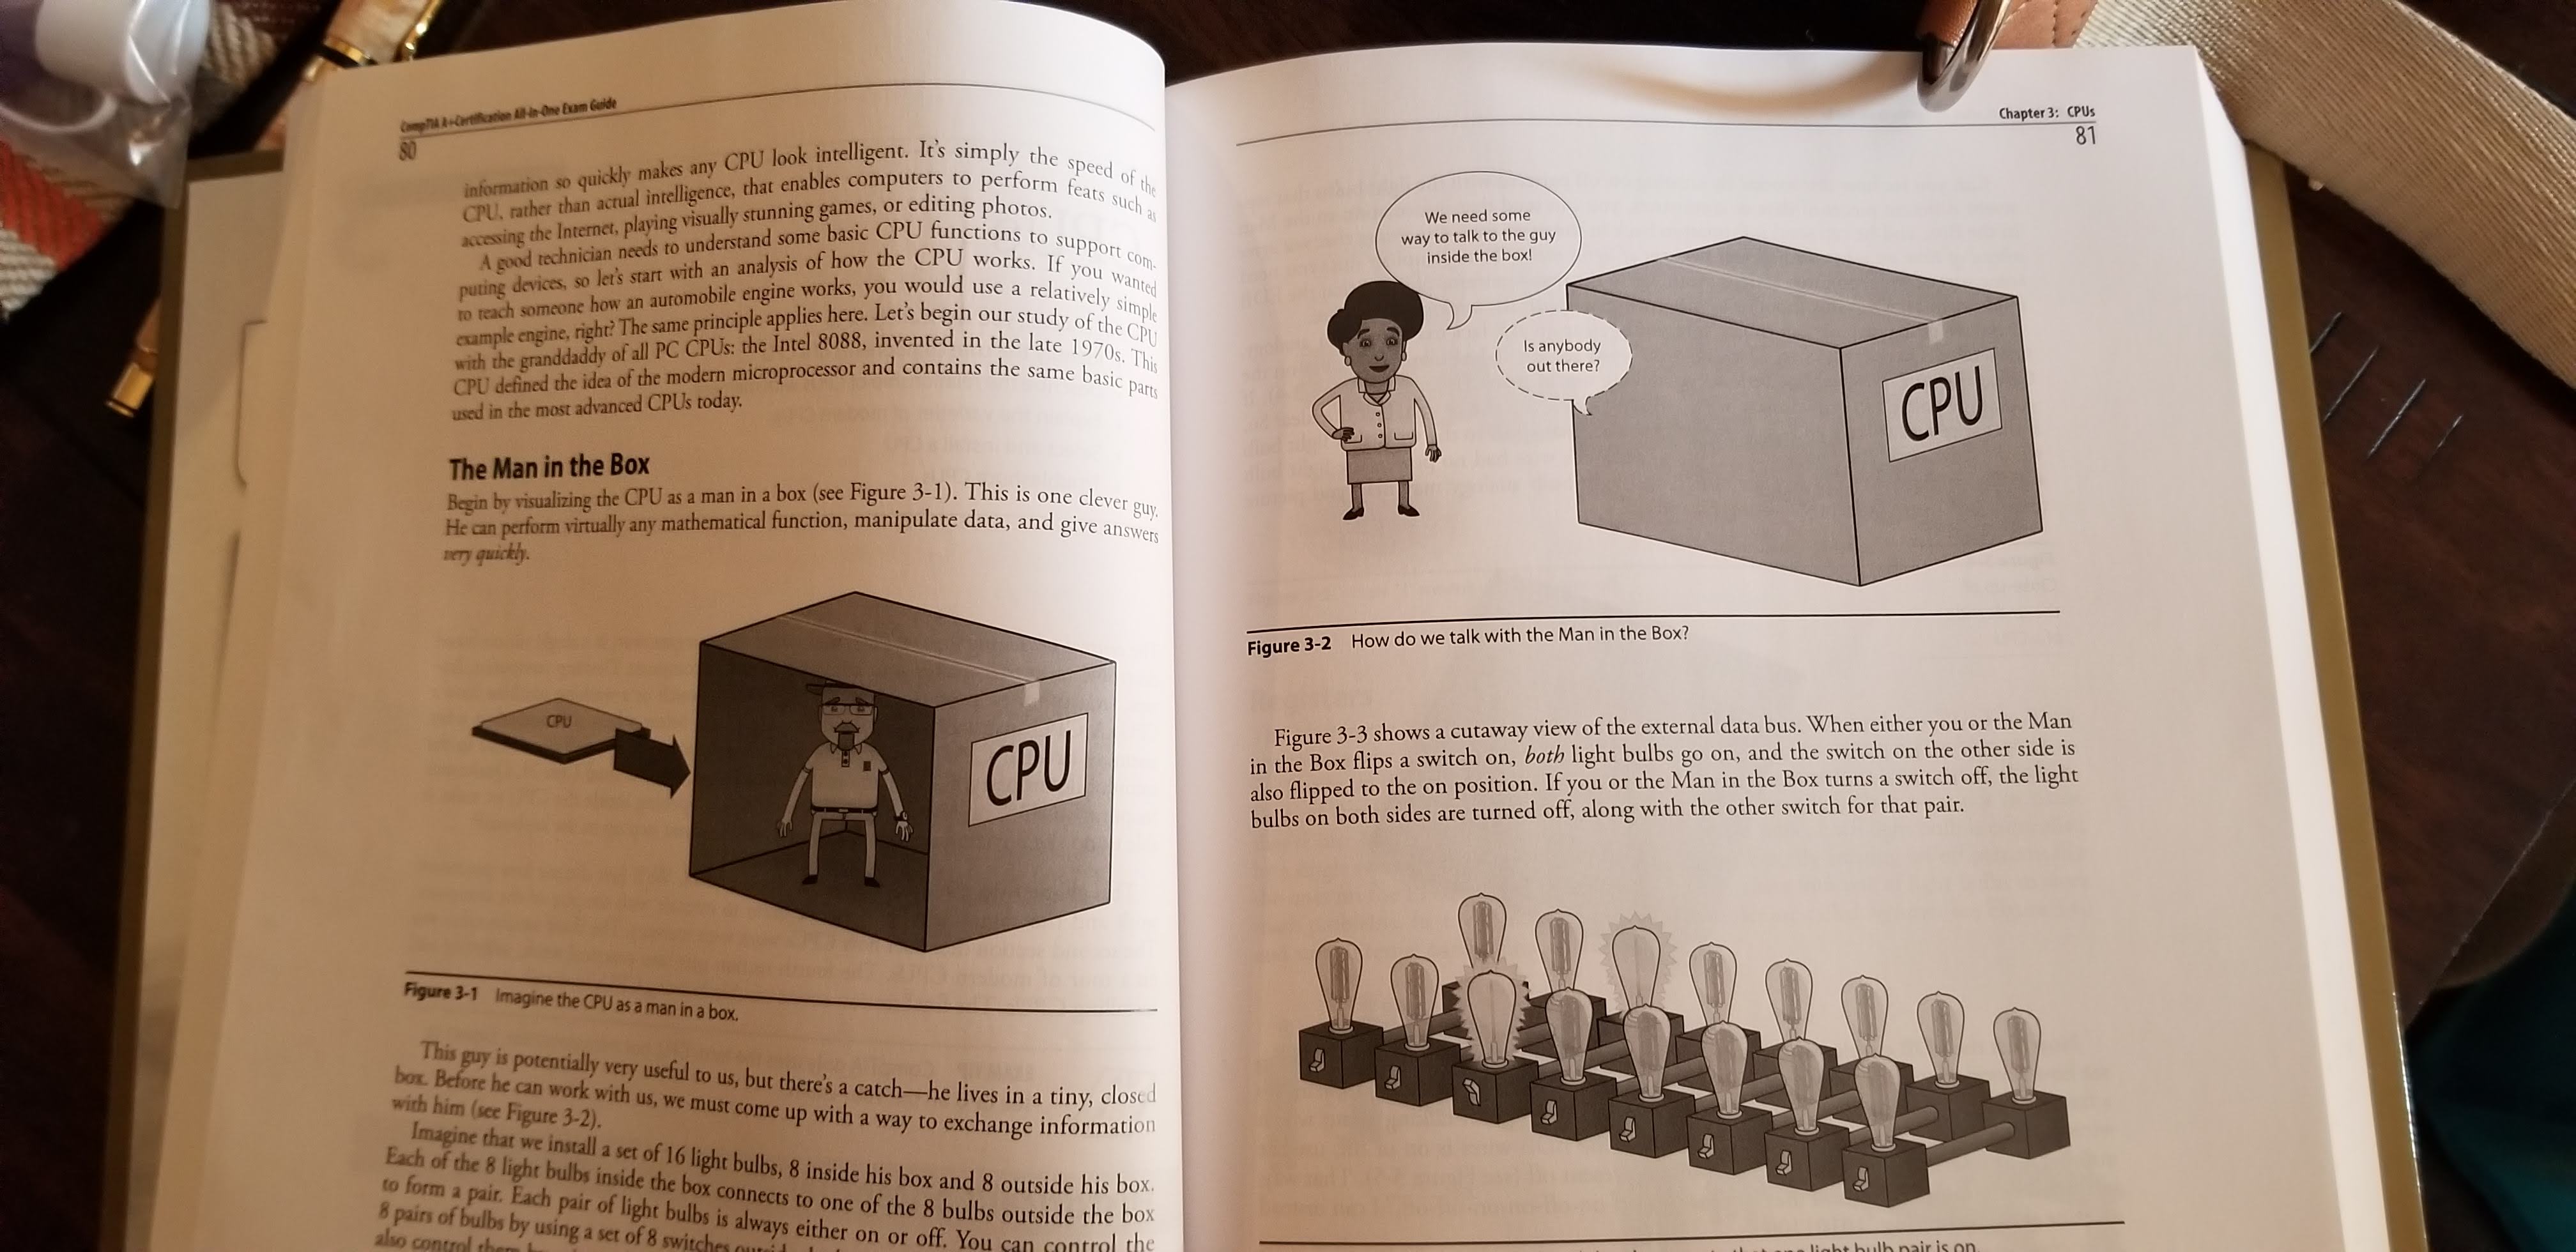 80
CompTIA A+ Certification All-in-One Exam Guide
information so quickly makes any CPU look intelligent. It's simply the speed of the
CPU, rather than actual intelligence, that enables computers to perform feats such as
accessing the Internet, playing visually stunning games, or editing photos.
A good technician needs to understand some basic CPU functions to support com-
puting devices, so let's start with an analysis of how the CPU works. If you wanted
to teach someone how an automobile engine works, you would use a relatively simple
example engine, right? The same principle applies here. Let's begin our study of the CPU
with the granddaddy of all PC CPUs: the Intel 8088, invented in the late 1970s. This
CPU defined the idea of the modern microprocessor and contains the same basic parts
used in the most advanced CPUs today.
The Man in the Box
Begin by visualizing the CPU as a man in a box (see Figure 3-1). This is one clever guy.
He can perform virtually any mathematical function, manipulate data, and give answers
very quickly.
CPU
CPU
Figure 3-1 Imagine the CPU as a man in a box.
This guy is potentially very useful to us, but there's a catch—he lives in a tiny, closed
box. Before he can work with us, we must come up with a way to exchange information
with him (see Figure 3-2).
Imagine that we install a set of 16 light bulbs, 8 inside his box and 8 outside his box.
Each of the 8 light bulbs inside the box connects to one of the 8 bulbs outside the box
to form a pair. Each pair of light bulbs is always either on or off. You can control the
8 pairs of bulbs by using a set of 8 switches
also control
Chapter 3: CPUs
81
We need some
way to talk to the guy
inside the box!
Is anybody
out there?
CPU
Figure 3-2 How do we talk with the Man in the Box?
Figure 3-3 shows a cutaway view of the external data bus. When either you or the Man
in the Box flips a switch on, both light bulbs go on, and the switch on the other side is
also flipped to the on position. If you or the Man in the Box turns a switch off, the light
bulbs on both sides are turned off, along with the other switch for that pair.
light bulb pair is on.